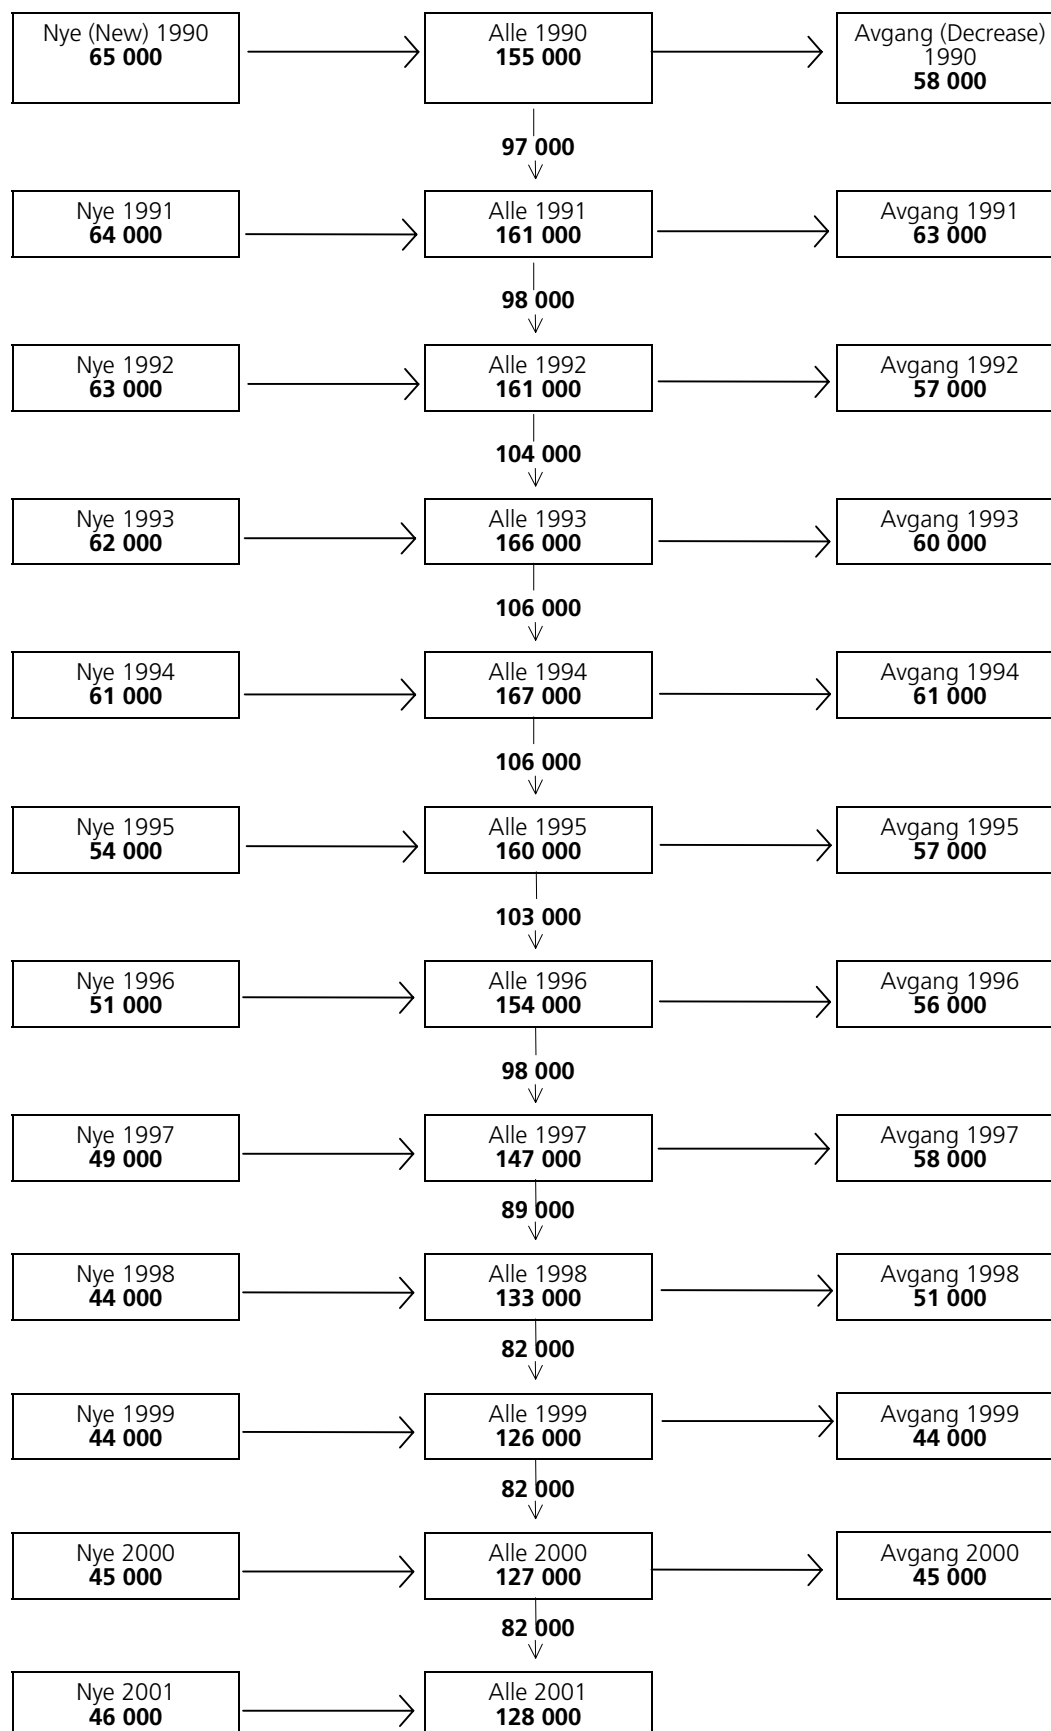 Nye (New) 1990
65 000
Alle 1990
155 000
Avgang (Decrease)
1990
58 000
97 000
Nye 1991
64 000
Alle 1991
161 000
Avgang 1991
63 000
98 000
Nye 1992
63 000
Alle 1992
161 000
Avgang 1992
57 000
104 000
Nye 1993
62 000
Alle 1993
166 000
Avgang 1993
60 000
106 000
Nye 1994
61 000
Alle 1994
167 000
Avgang 1994
61 000
106 000
Nye 1995
54 000
Alle 1995
160 000
Avgang 1995
57 000
103 000
Nye 1996
51 000
Alle 1996
154 000
Avgang 1996
56 000
98 000
Nye 1997
49 000
Alle 1997
147 000
Avgang 1997
58 000
89 000
Nye 1998
44 000
Alle 1998
133 000
Avgang 1998
51 000
82 000
Nye 1999
44 000
Alle 1999
126 000
Avgang 1999
44 000
82 000
Nye 2000
45 000
Alle 2000
127 000
Avgang 2000
45 000
82 000
Nye 2001
46 000
Alle 2001
128 000